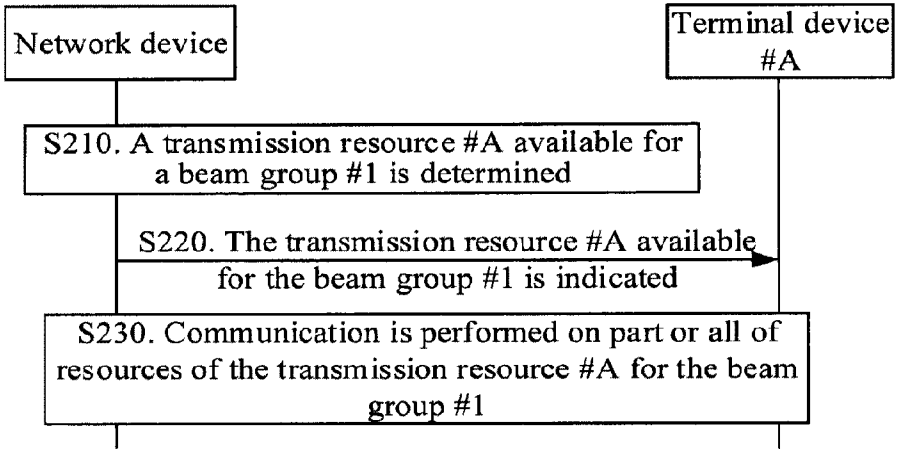 Network device
Terminal device
#A
S210. A transmission resource #A available for
a beam group #1 is determined
S220. The transmission resource #A available
for the beam group #1 is indicated
S230. Communication is performed on part or all of
resources of the transmission resource #A for the beam
group #1